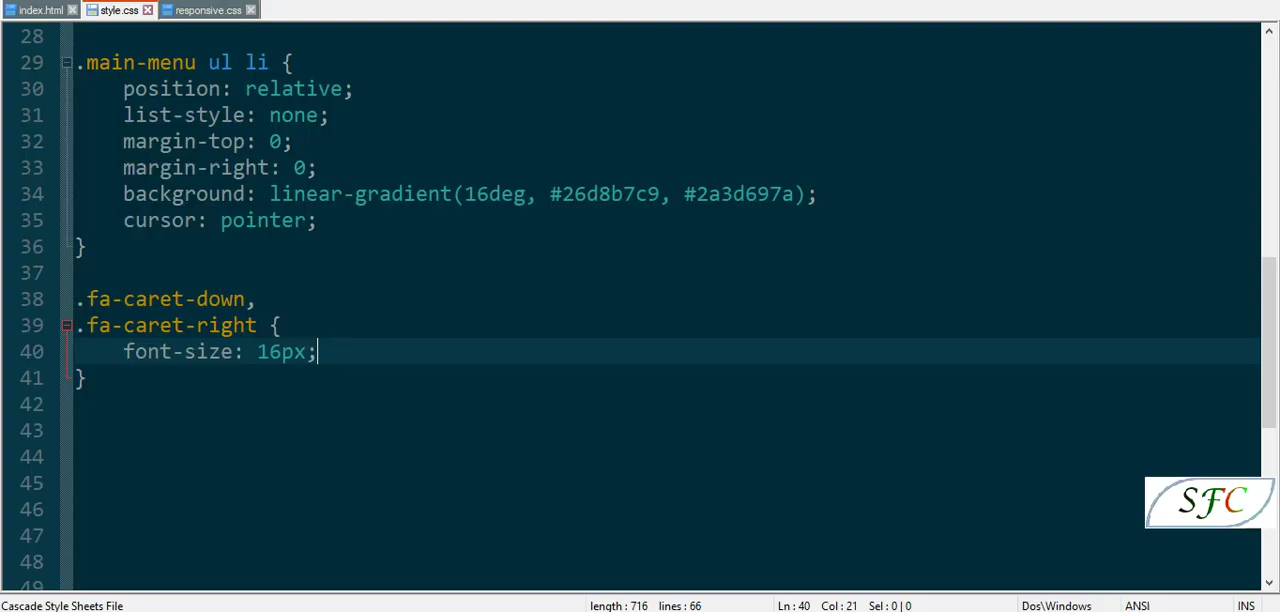 index.html style.css responsive.css
28
29 .main-menu ul li {
30 position: relative;
31 list-style: none;
32 margin-top: 0;
33 margin-right: 0;
34 background: linear-gradient(16deg, #26d8b7c9, #2a3d697a);
35 cursor: pointer;
36 }
37
38 .fa-caret-down,
39 .fa-caret-right {
40 font-size: 16px;
41 }
42
43
44
45
46
47
48
49
SFC
Cascade Style Sheets File length : 716 lines : 66 Ln : 40 Col : 21 Sel : 0 | 0 Dos\Windows ANSI INS